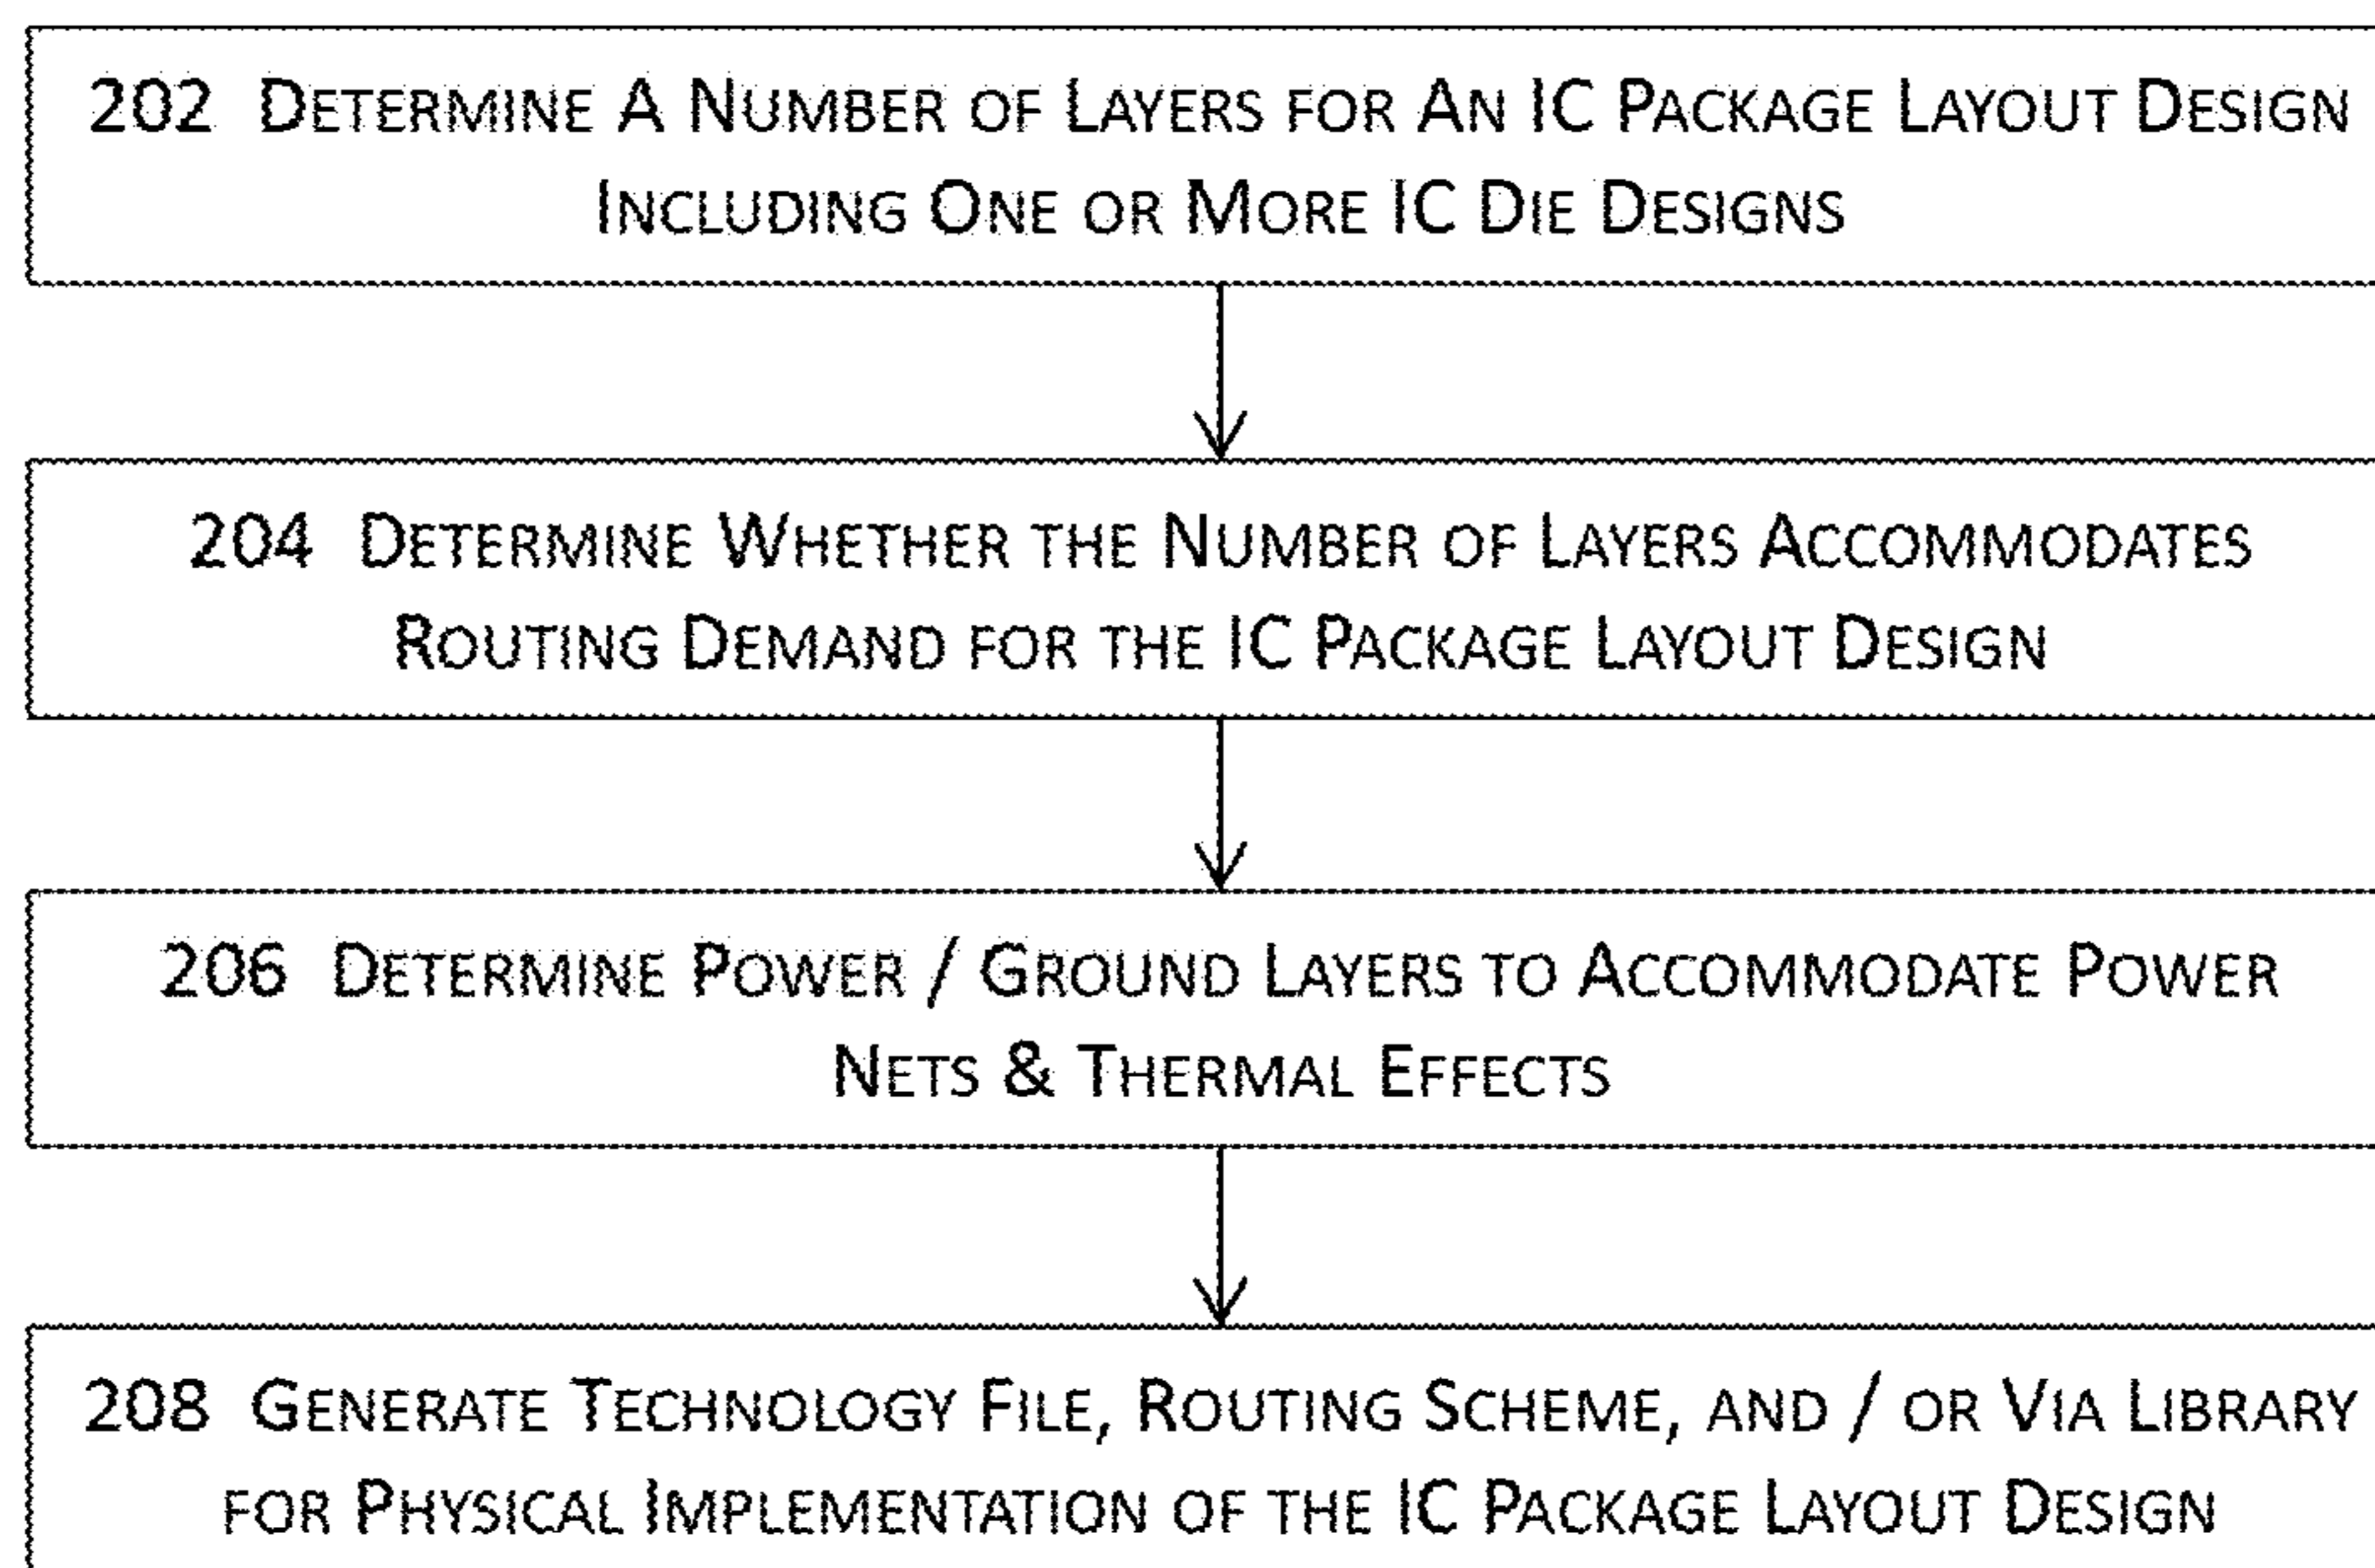 202 Determine A Number of Layers for An IC Package Layout Design
Including One or More IC Die Designs
204 Determine Whether the Number of Layers Accommodates
Routing Demand for the IC Package Layout Design
206 Determine Power / Ground Layers to Accommodate Power
Nets & Thermal Effects
208 Generate Technology File, Routing Scheme, and / or Via Library
for Physical Implementation of the IC Package Layout Design